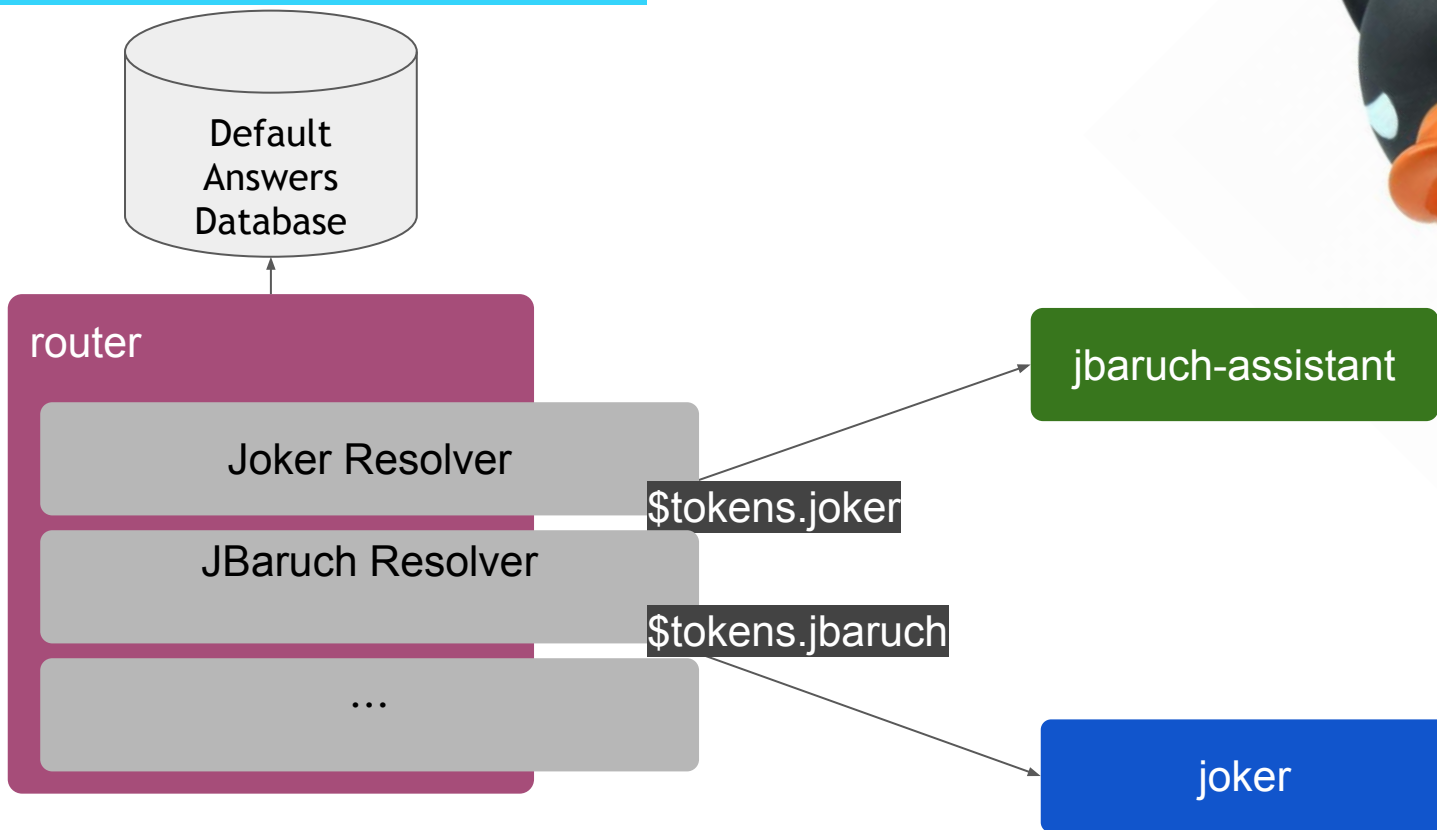 Default
Answers
Database
router
Joker Resolver
$tokens.joker
JBaruch Resolver
$tokens.jbaruch
...
jbaruch-assistant
joker